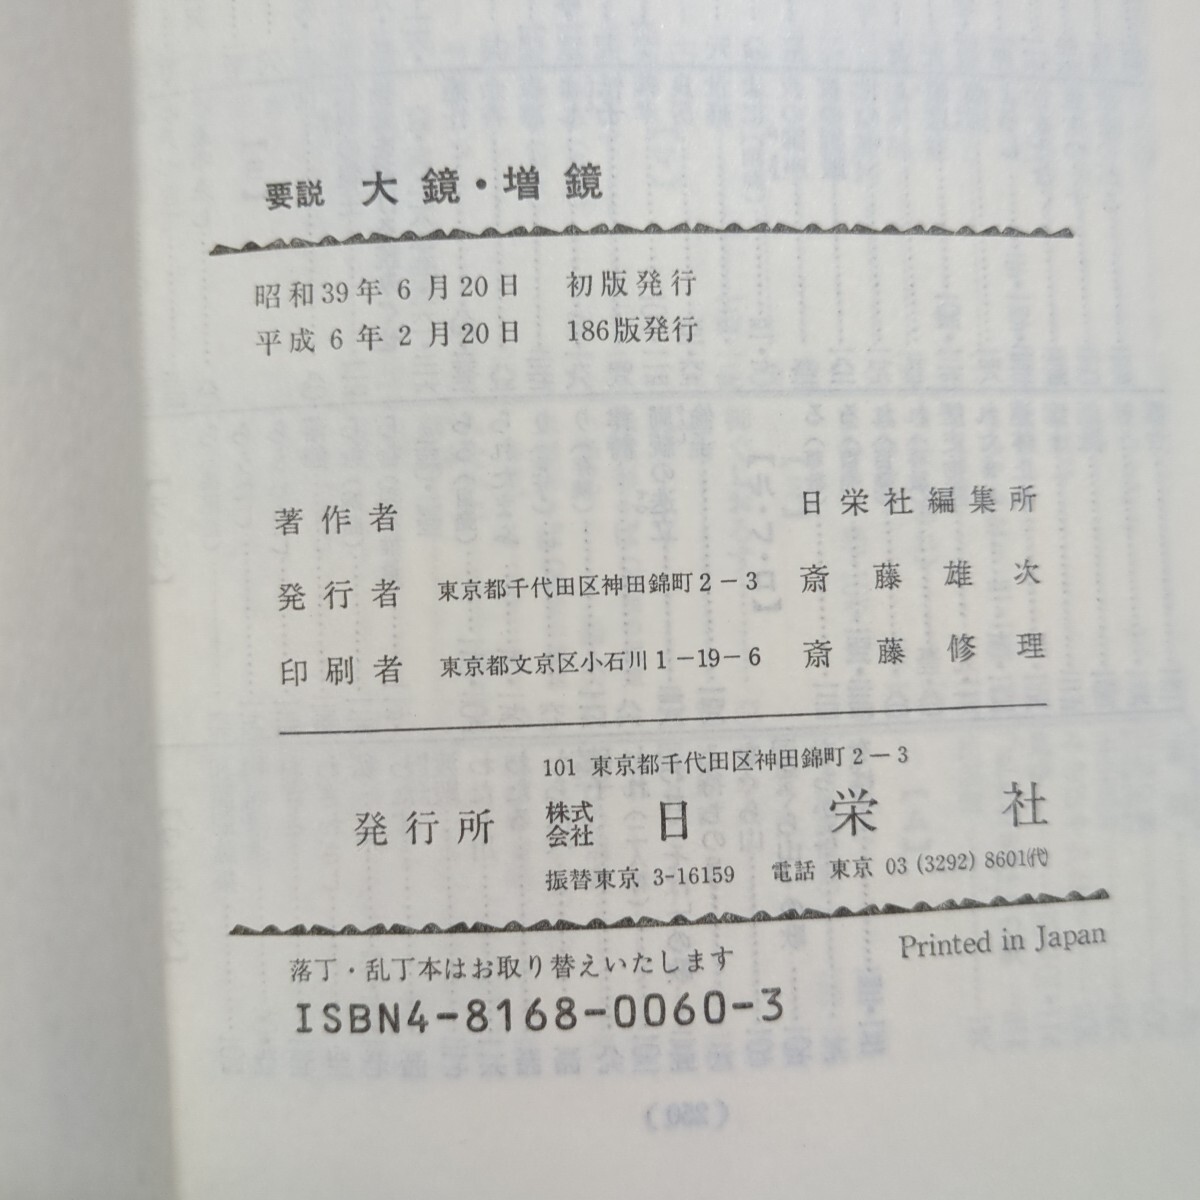 要説 大鏡・増鏡
昭和39年6月20日 初版発行
平成6年2月20日 186版発行
著作者 日栄社編集所
発行者 東京都千代田区神田錦町2－3 斎藤雄次
印刷者 東京都文京区小石川1－19－6 斎藤修理
101 東京都千代田区神田錦町2－3
発行所 株式会社 日栄社
振替東京 3-16159 電話 東京 03 (3292) 8601(代)
落丁・乱丁本はお取り替えいたします
Printed in Japan
ISBN4-8168-0060-3